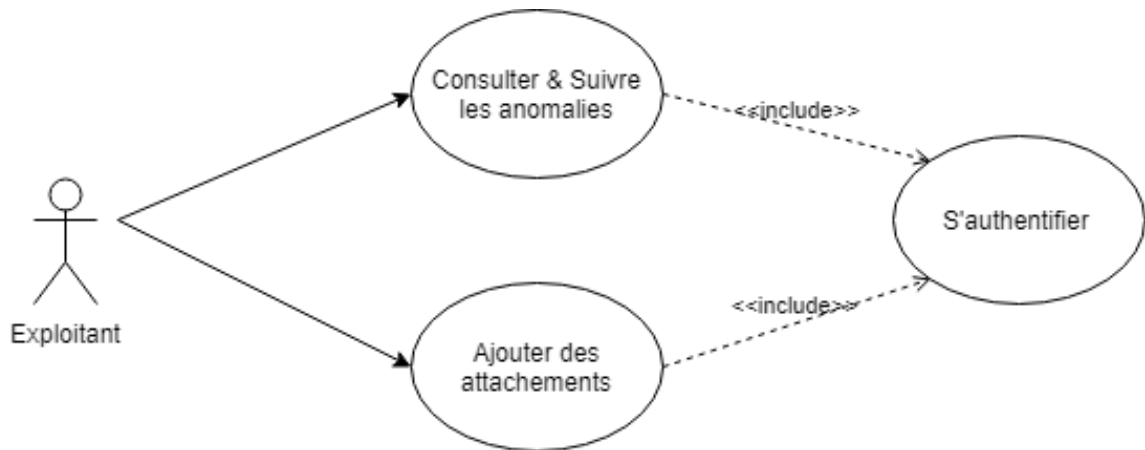 Consulter & Suivre
les anomalies
<<include>>
S'authentifier
Exploitant
<<include>>
Ajouter des
attachements